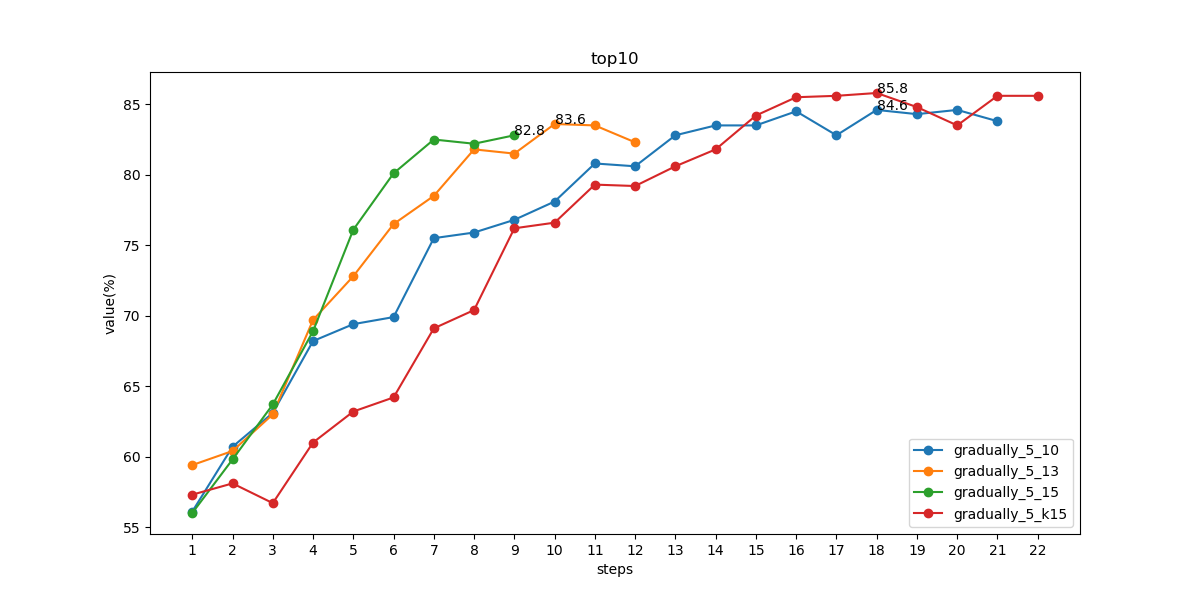 top10
value(%)
85
80
75
70
65
60
55
85.8
84.6
83.6
82.8
gradually_5_10
gradually_5_13
gradually_5_15
gradually_5_k15
1 2 3 4 5 6 7 8 9 10 11 12 13 14 15 16 17 18 19 20 21 22
steps